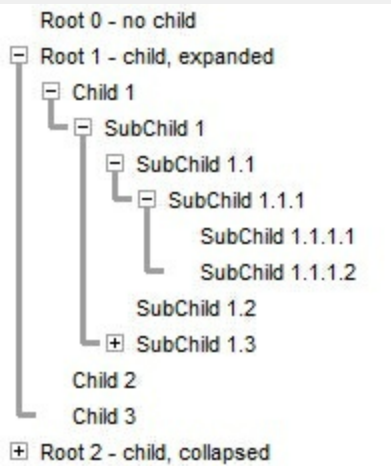 Root 0 - no child
Root 1 - child, expanded
Child 1
SubChild 1
SubChild 1.1
SubChild 1.1.1
SubChild 1.1.1.1
SubChild 1.1.1.2
SubChild 1.2
SubChild 1.3
Child 2
Child 3
Root 2 - child, collapsed